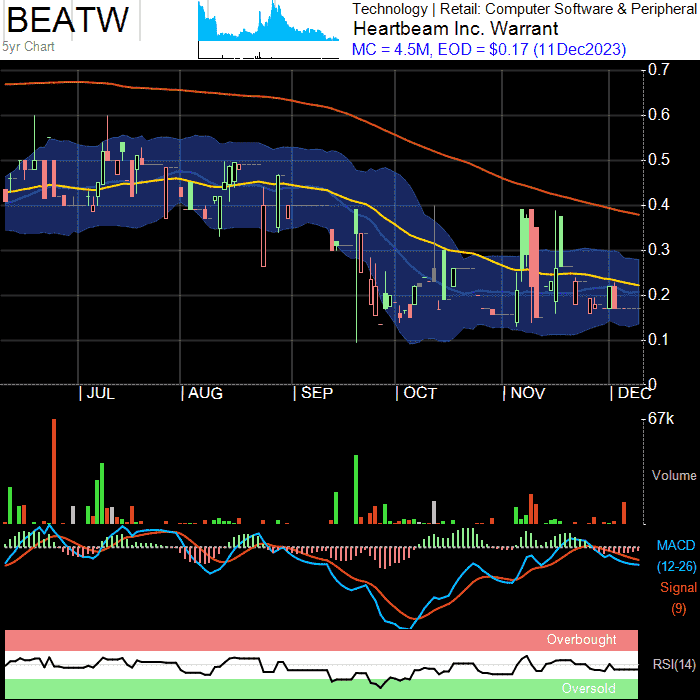 BEATW
5yr Chart
Technology | Retail: Computer Software & Peripheral
Heartbeam Inc. Warrant
MC = 4.5M, EOD = $0.17 (11Dec2023)
0.7
0.6
0.5
0.4
0.3
0.2
0.1
0
JUL AUG SEP OCT NOV DEC
67k
Volume
MACD
(12-26)
Signal
(9)
Overbought
RSI(14)
Oversold